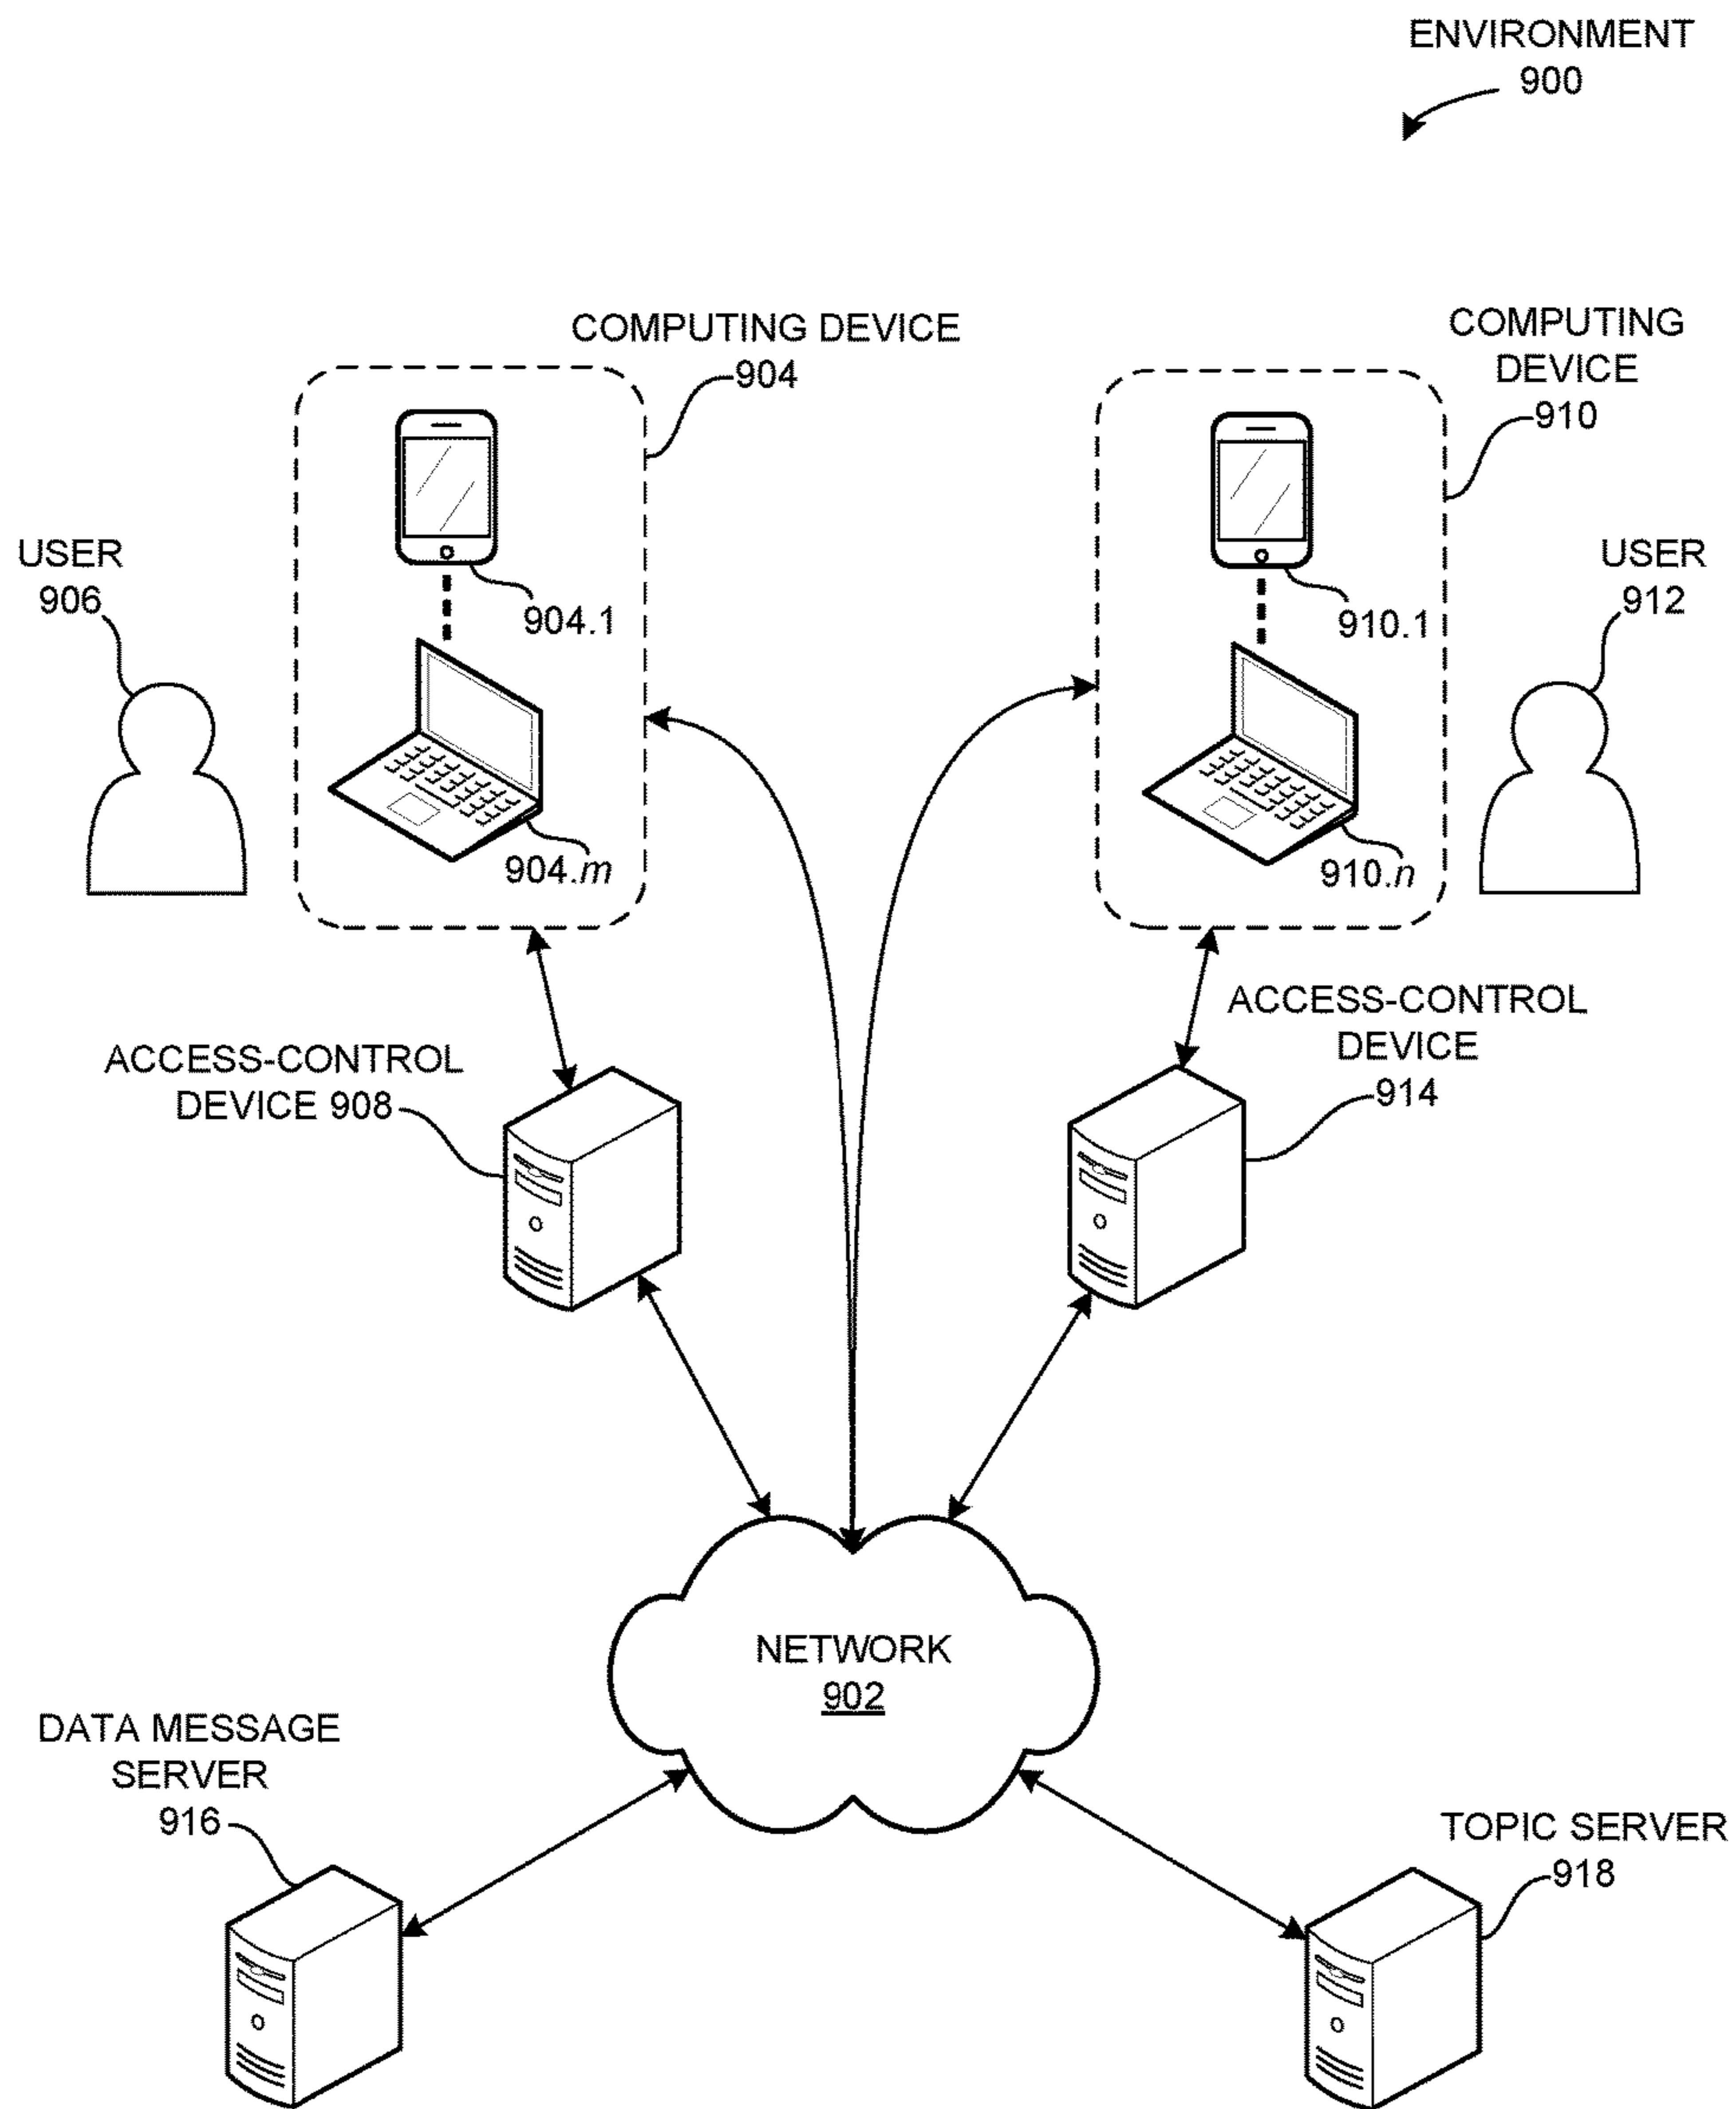 ENVIRONMENT
900
COMPUTING DEVICE
904
COMPUTING
DEVICE
910
USER
906
904.1
910.1
USER
912
904.m
910.n
ACCESS-CONTROL
DEVICE 908
ACCESS-CONTROL
DEVICE
914
NETWORK
902
DATA MESSAGE
SERVER
916
TOPIC SERVER
918